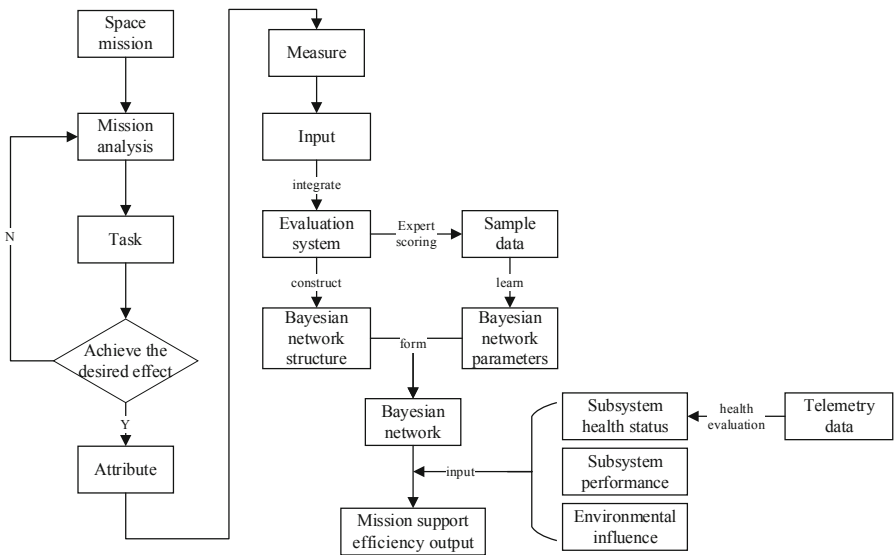 Space
mission
Mission
analysis
N
Task
Achieve the
desired effect
Y
Attribute
Measure
Input
integrate
Evaluation
system
Expert
scoring
Sample
data
construct
learn
Bayesian
network
structure
form
Bayesian
network
parameters
Bayesian
network
input
Subsystem
health status
health
evaluation
Telemetry
data
Subsystem
performance
Environmental
influence
Mission support
efficiency output